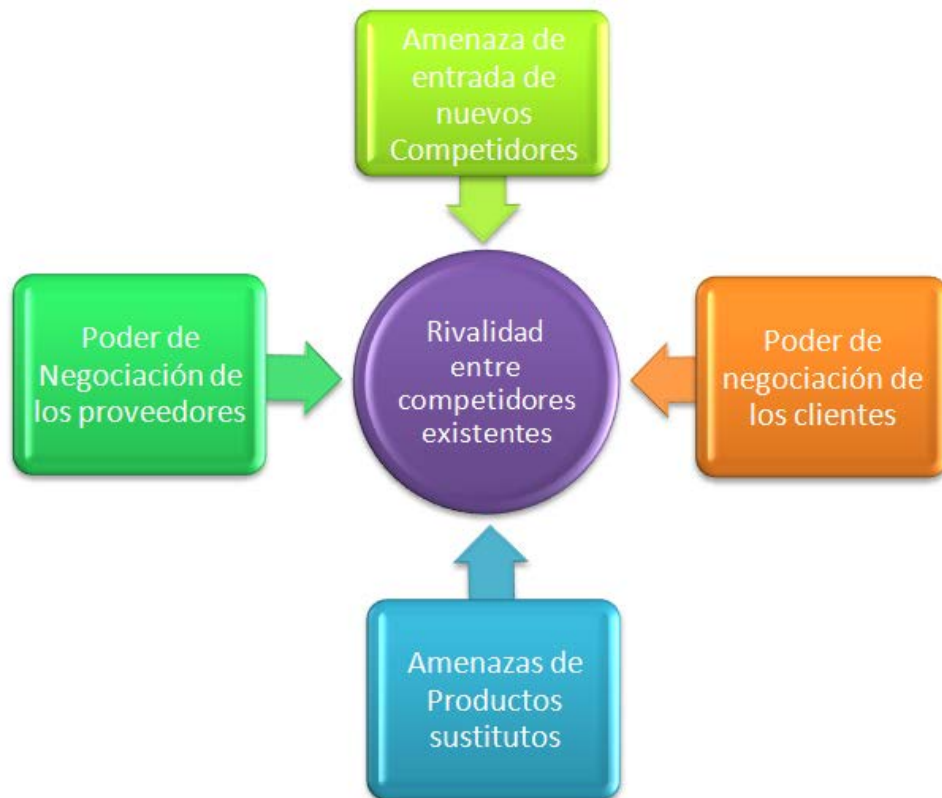 Amenaza de
entrada de
nuevos
Competidores
Poder de
Negociación de
los proveedores
Rivalidad
entre
competidores
existentes
Poder de
negociación de
los clientes
Amenazas de
Productos
sustitutos